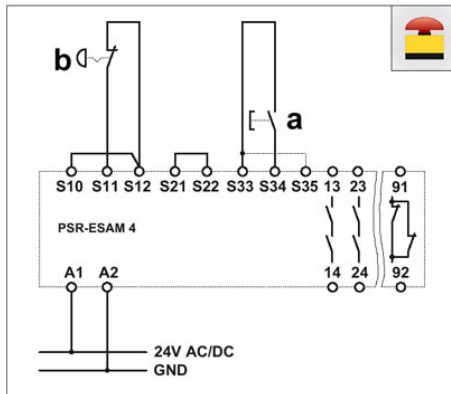 b
a
S10 S11 S12 S21 S22 S33 S34 S35 13 23 91
PSR-ESAM 4
A1 A2 14 24 92
24V AC/DC
GND